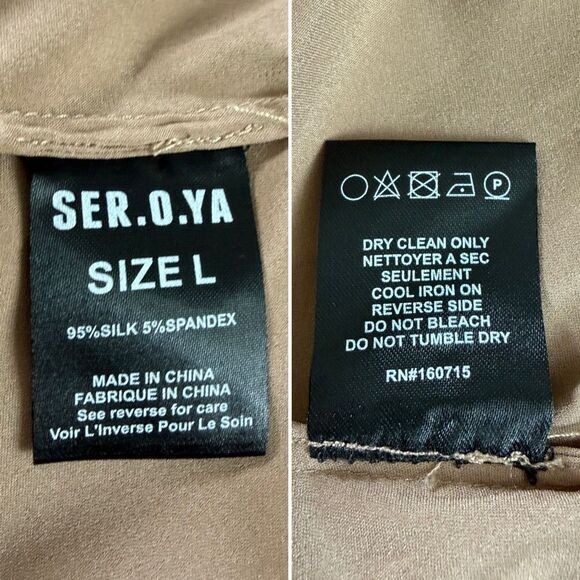 SER.O.YA
SIZE L
95%SILK 5%SPANDEX
MADE IN CHINA
FABRIQUE IN CHINA
See reverse for care
Voir L'Inverse Pour Le Soin
P
DRY CLEAN ONLY
NETTOYER A SEC
SEULEMENT
COOL IRON ON
REVERSE SIDE
DO NOT BLEACH
DO NOT TUMBLE DRY
RN#160715